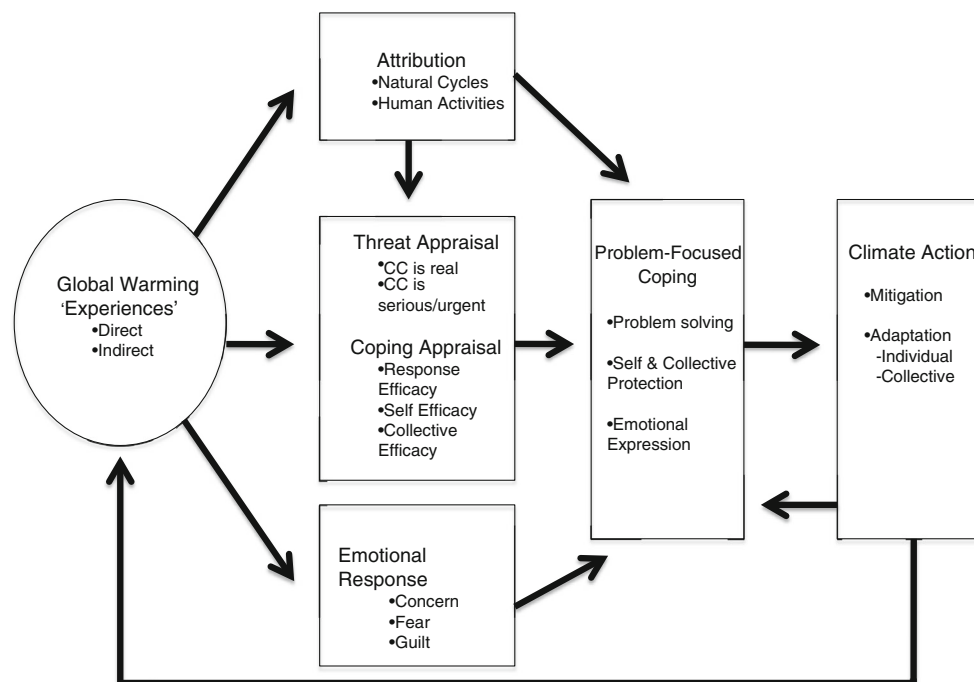 Attribution
•Natural Cycles
•Human Activities
Global Warming
‘Experiences’
•Direct
•Indirect
Threat Appraisal
•CC is real
•CC is
serious/urgent
Coping Appraisal
•Response
Efficacy
•Self Efficacy
•Collective
Efficacy
Emotional
Response
•Concern
•Fear
•Guilt
Problem-Focused
Coping
•Problem solving
•Self & Collective
Protection
•Emotional
Expression
Climate Action
•Mitigation
•Adaptation
-Individual
-Collective